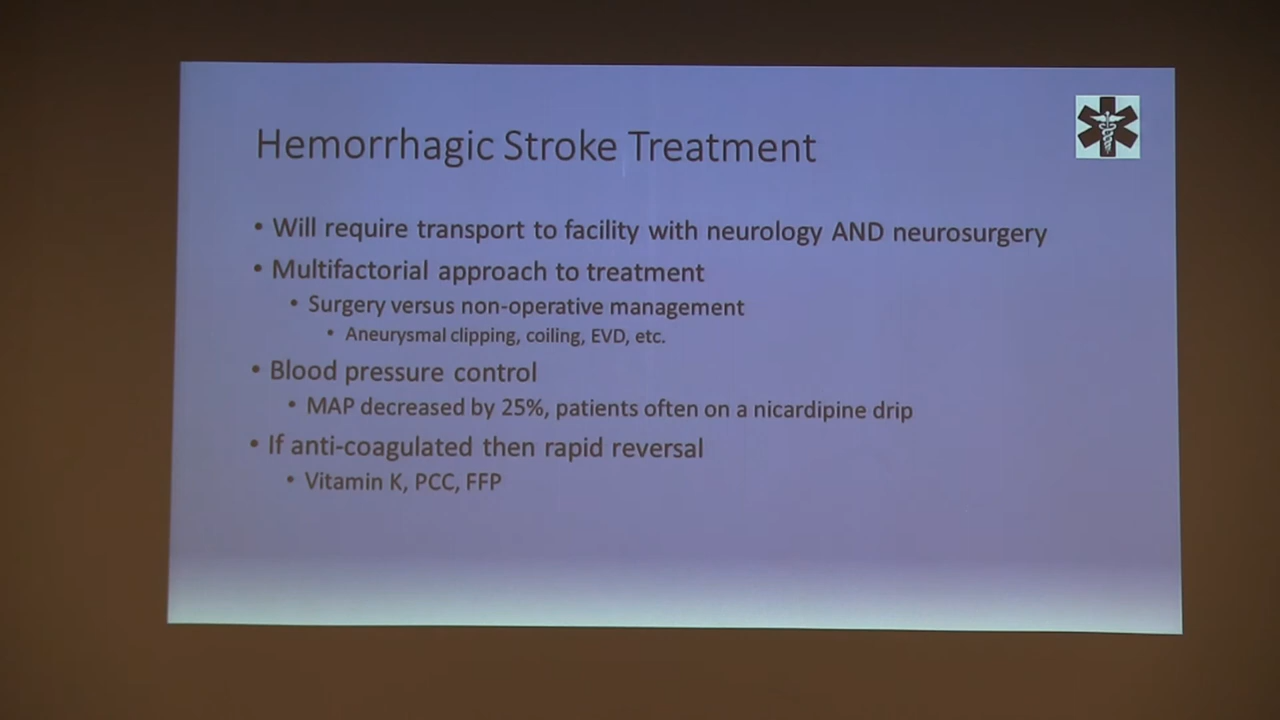 Hemorrhagic Stroke Treatment
• Will require transport to facility with neurology AND neurosurgery
• Multifactorial approach to treatment
• Surgery versus non-operative management
• Aneurysmal clipping, coiling, EVD, etc.
• Blood pressure control
• MAP decreased by 25%, patients often on a nicardipine drip
• If anti-coagulated then rapid reversal
• Vitamin K, PCC, FFP